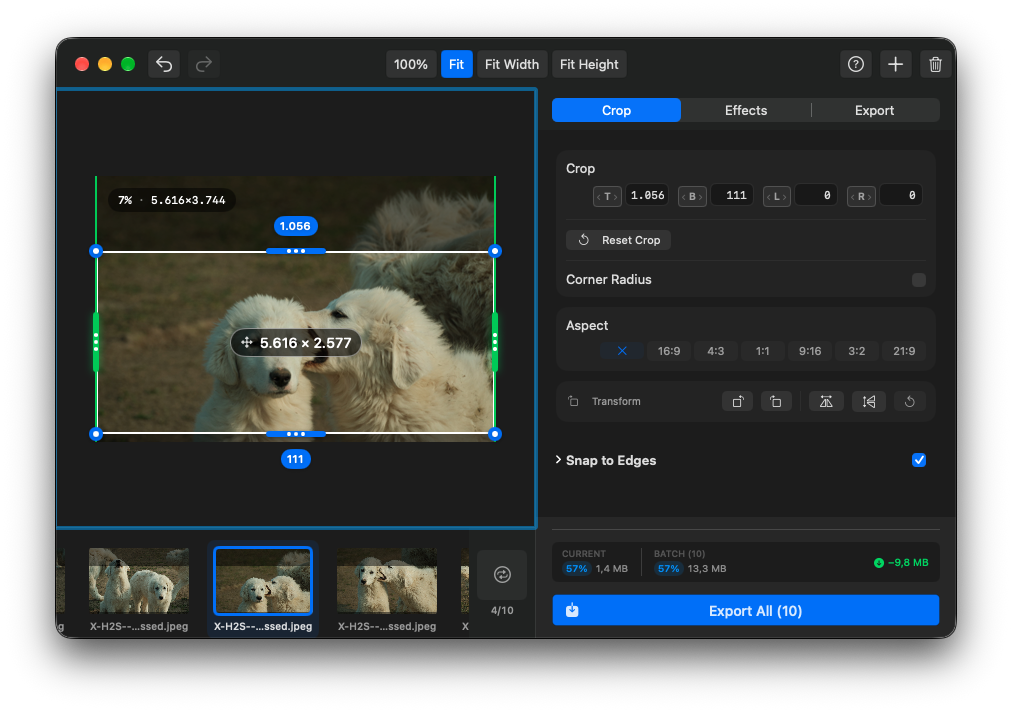 100% Fit Fit Width Fit Height ?
Crop Effects Export
7% · 5.616×3.744
1.056
5.616 × 2.577
111
Crop
T 1.056 B 111 L 0 R 0
Reset Crop
Corner Radius
Aspect
16:9 4:3 1:1 9:16 3:2 21:9
Transform
Snap to Edges
g X-H2S--...ssed.jpeg X-H2S--...ssed.jpeg X-H2S--...ssed.jpeg X
4/10
CURRENT
57% 1,4 MB
BATCH (10)
57% 13,3 MB
−9,8 MB
Export All (10)